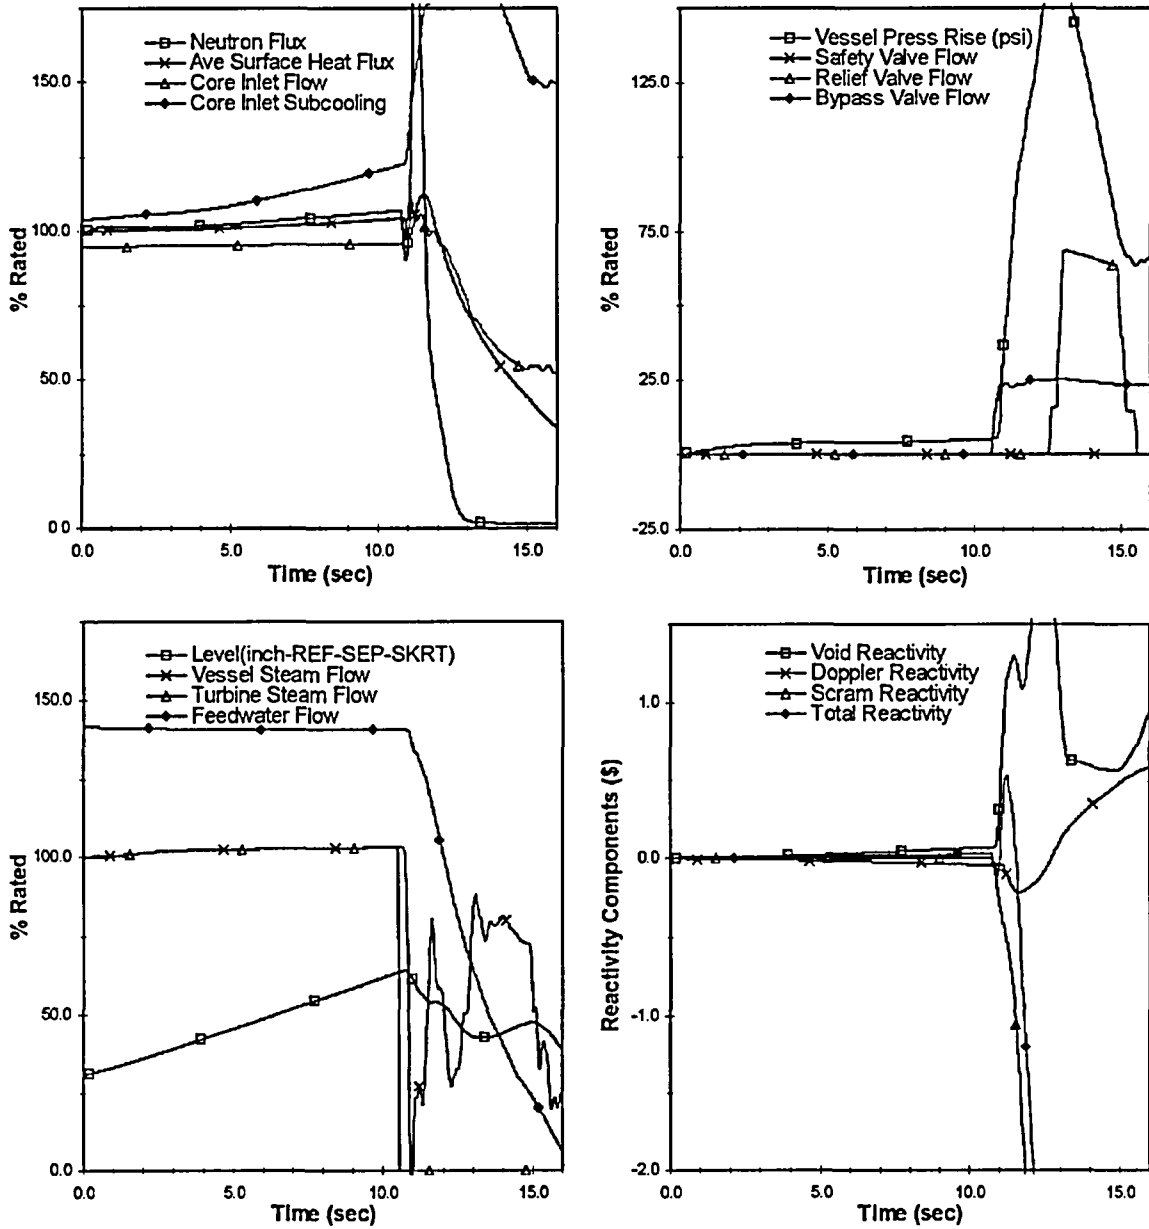 Neutron Flux
Ave Surface Heat Flux
Core Inlet Flow
Core Inlet Subcooling
150.0
100.0
50.0
0.0
% Rated
0.0 5.0 10.0 15.0
Time (sec)
Vessel Press Rise (psi)
Safety Valve Flow
Relief Valve Flow
Bypass Valve Flow
125.0
75.0
25.0
-25.0
% Rated
0.0 5.0 10.0 15.0
Time (sec)
Level(inch-REF-SEP-SKRT)
Vessel Steam Flow
Turbine Steam Flow
Feedwater Flow
150.0
100.0
50.0
0.0
% Rated
0.0 5.0 10.0 15.0
Time (sec)
Void Reactivity
Doppler Reactivity
Scram Reactivity
Total Reactivity
1.0
0.0
-1.0
-2.0
Reactivity Components ($)
0.0 5.0 10.0 15.0
Time (sec)